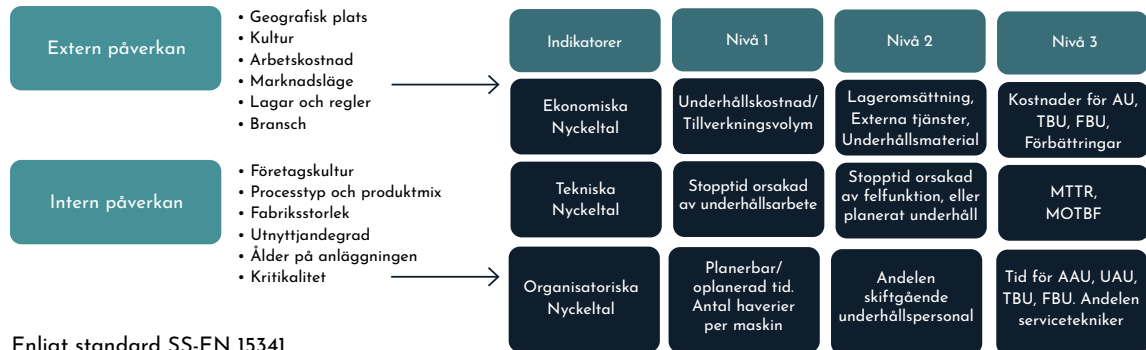 Extern påverkan
• Geografisk plats
• Kultur
• Arbetskostnad
• Marknadsläge
• Lagar och regler
• Bransch
Intern påverkan
• Företagskultur
• Processtyp och produktmix
• Fabriksstorlek
• Utnyttjandegrad
• Ålder på anläggningen
• Kritikalitet
Indikatorer
Nivå 1
Nivå 2
Nivå 3
Ekonomiska
Nyckeltal
Underhållskostnad/
Tillverkningsvolym
Lageromsättning,
Externa tjänster,
Underhållsmaterial
Kostnader för AU,
TBU, FBU,
Förbättringar
Tekniska
Nyckeltal
Stopptid orsakad
av underhållsarbete
Stopptid orsakad
av felfunktion, eller
planerat underhåll
MTTR,
MOTBF
Organisatoriska
Nyckeltal
Planerbar/
oplanerad tid.
Antal haverier
per maskin
Andelen
skiftgående
underhållspersonal
Tid för AAU, UAU,
TBU, FBU. Andelen
servicetekniker
Enligt standard SS-EN 15341